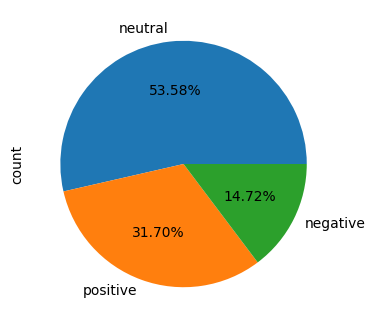 neutral
53.58%
count
14.72%
31.70%
negative
positive